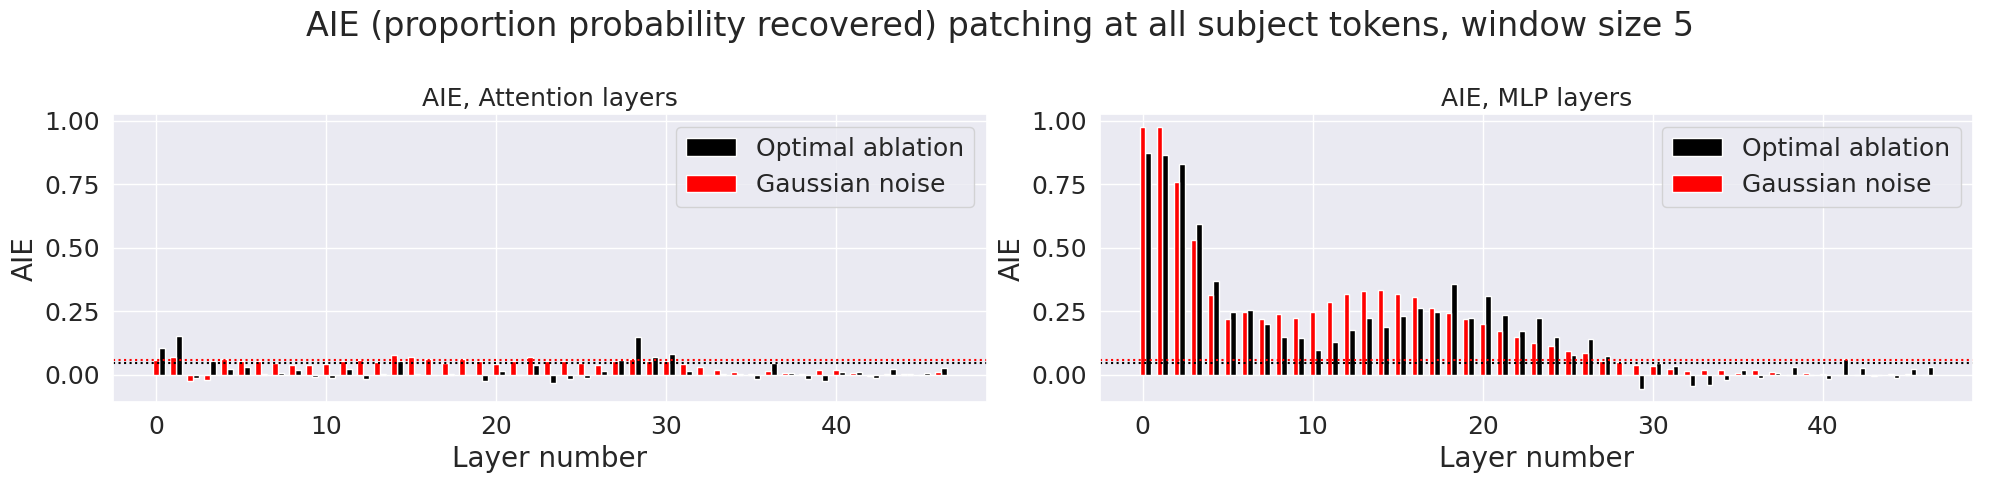 AIE (proportion probability recovered) patching at all subject tokens, window size 5
AIE, Attention layers
1.00
0.75
0.50
0.25
0.00
AIE
Optimal ablation
Gaussian noise
0 10 20 30 40
Layer number
AIE, MLP layers
1.00
0.75
0.50
0.25
0.00
AIE
Optimal ablation
Gaussian noise
0 10 20 30 40
Layer number